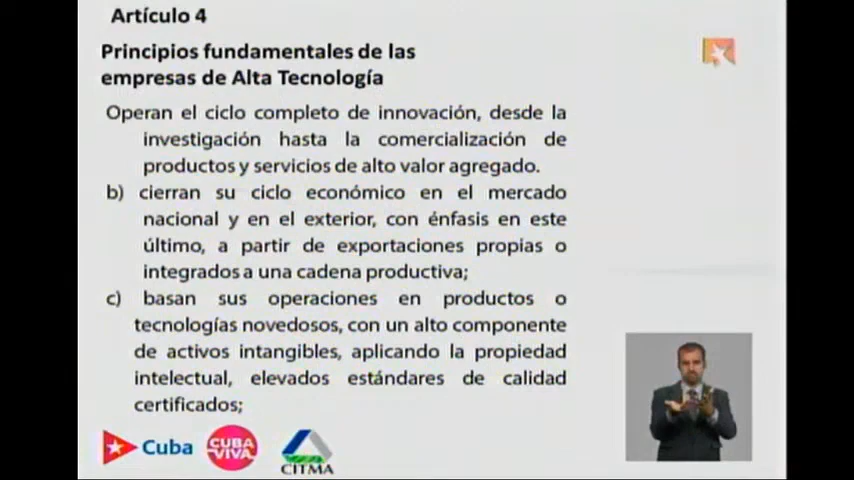 Artículo 4
Principios fundamentales de las
empresas de Alta Tecnología
Operan el ciclo completo de innovación, desde la
investigación hasta la comercialización de
productos y servicios de alto valor agregado.
b) cierran su ciclo económico en el mercado
nacional y en el exterior, con énfasis en este
último, a partir de exportaciones propias o
integrados a una cadena productiva;
c) basan sus operaciones en productos o
tecnologías novedosos, con un alto componente
de activos intangibles, aplicando la propiedad
intelectual, elevados estándares de calidad
certificados;
Cuba
CUBA
VIVA
CITMA